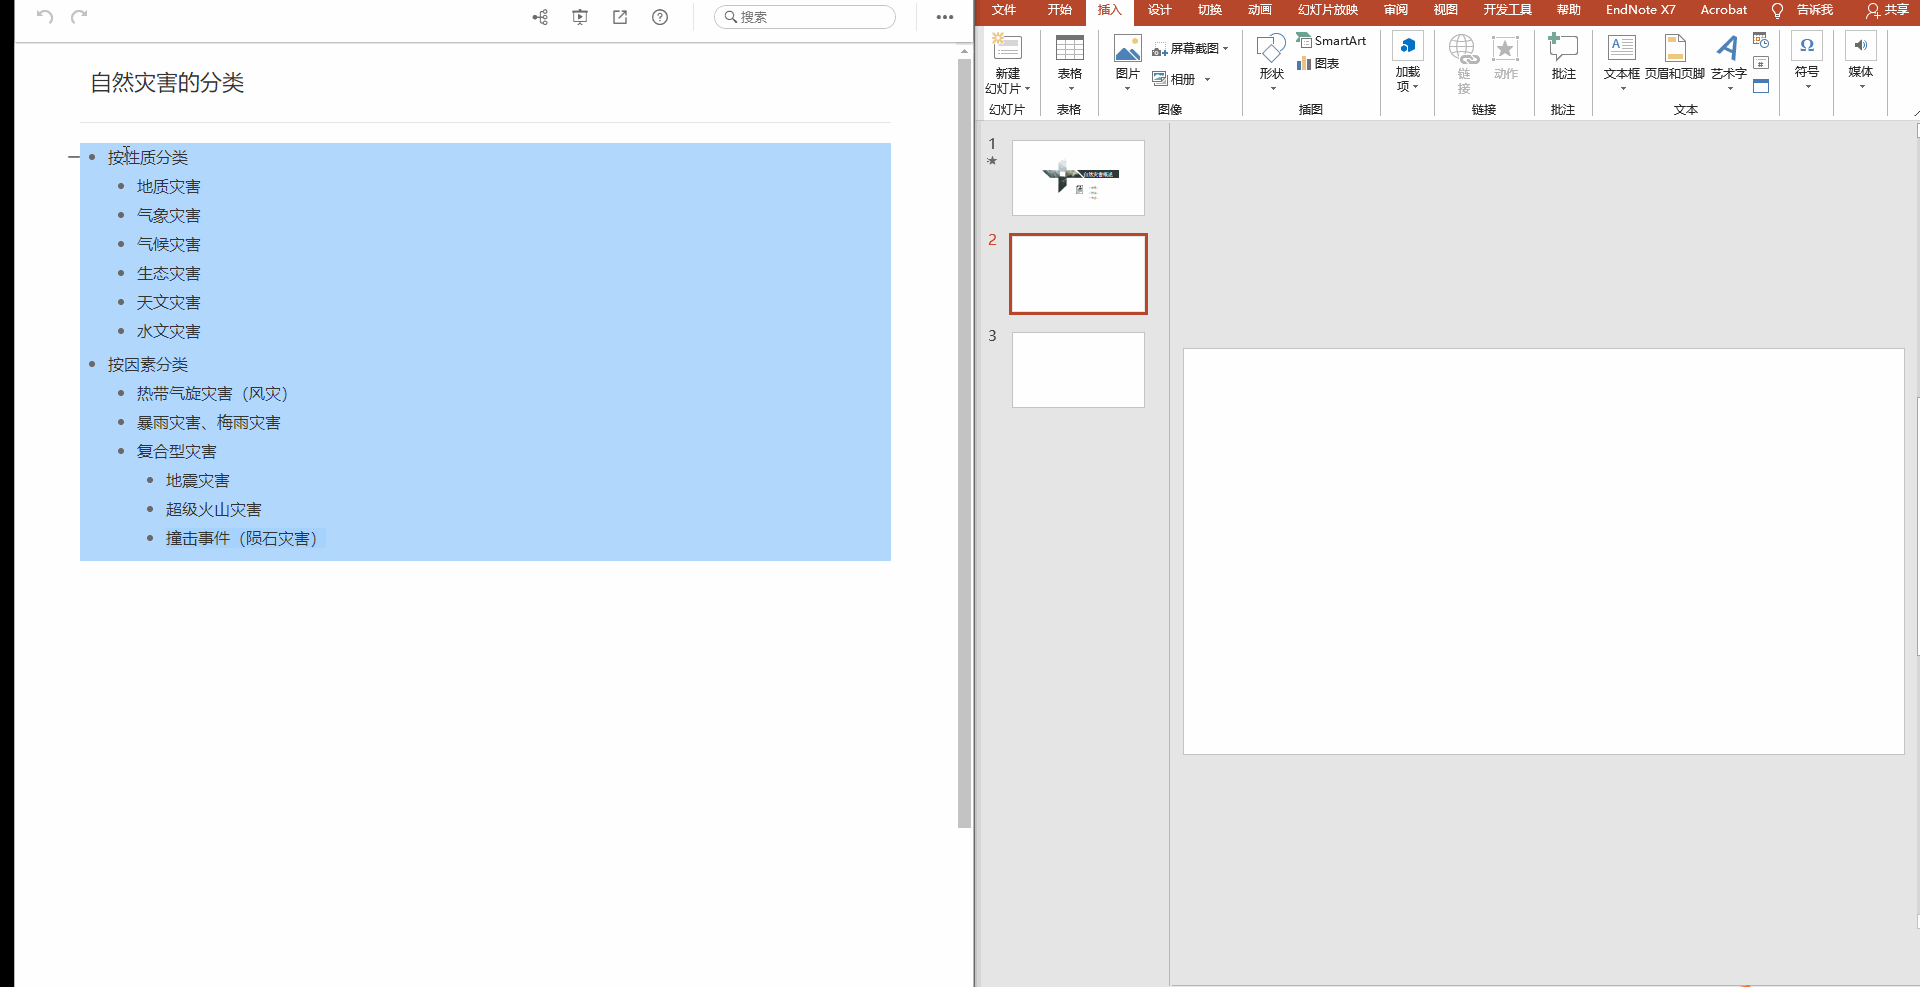 搜索
自然灾害的分类
按性质分类
地质灾害
气象灾害
气候灾害
生态灾害
天文灾害
水文灾害
按因素分类
热带气旋灾害（风灾）
暴雨灾害、梅雨灾害
复合型灾害
地震灾害
超级火山灾害
撞击事件（陨石灾害）
文件 开始 插入 设计 切换 动画 幻灯片放映 审阅 视图 开发工具 帮助 EndNote X7 Acrobat 告诉我 共享
新建
幻灯片
表格
图片
屏幕截图
相册
形状
SmartArt
图表
加载
项
链
接
动作
批注
文本框
页眉和页脚
艺术字
符号
媒体
幻灯片 表格 图像 插图 链接 批注 文本
1
自然灾害概述
2
3